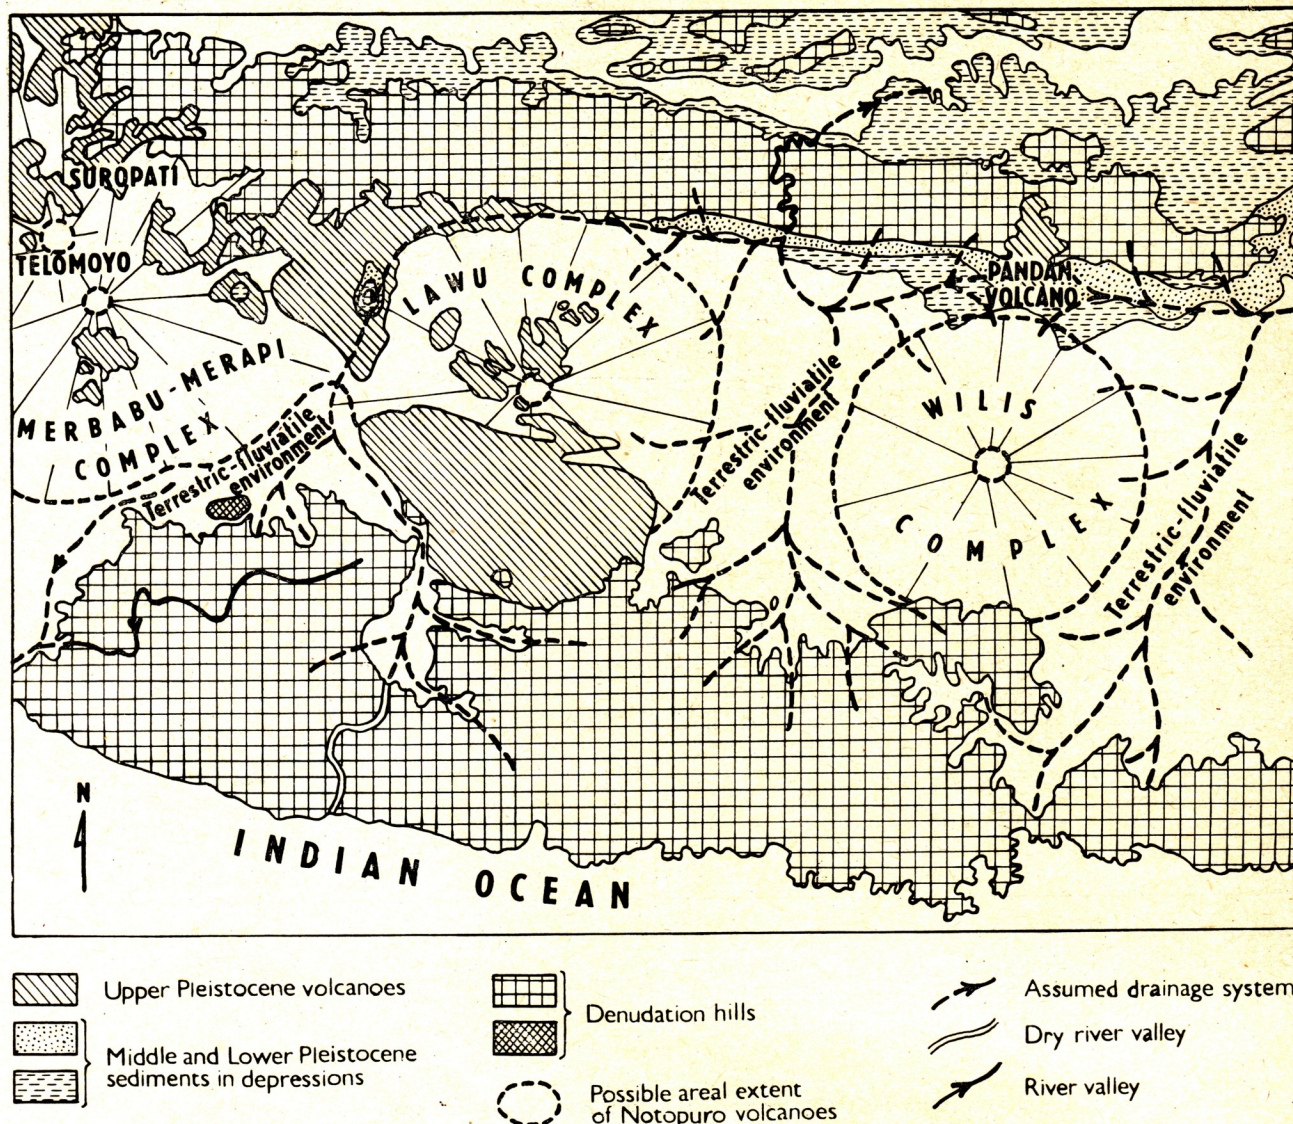 SUROPATI
TELOMOYO
LAWU COMPLEX
PANDAN
VOLCANO
MERBABU-MERAPI
COMPLEX
Terrestric-fluviatile
environment
Terrestric-fluviatile
environment
WILIS
COMPLEX
Terrestric-fluviatile
environment
N
INDIAN OCEAN
Upper Pleistocene volcanoes
Middle and Lower Pleistocene
sediments in depressions
Denudation hills
Possible areal extent
of Notopuro volcanoes
Assumed drainage system
Dry river valley
River valley